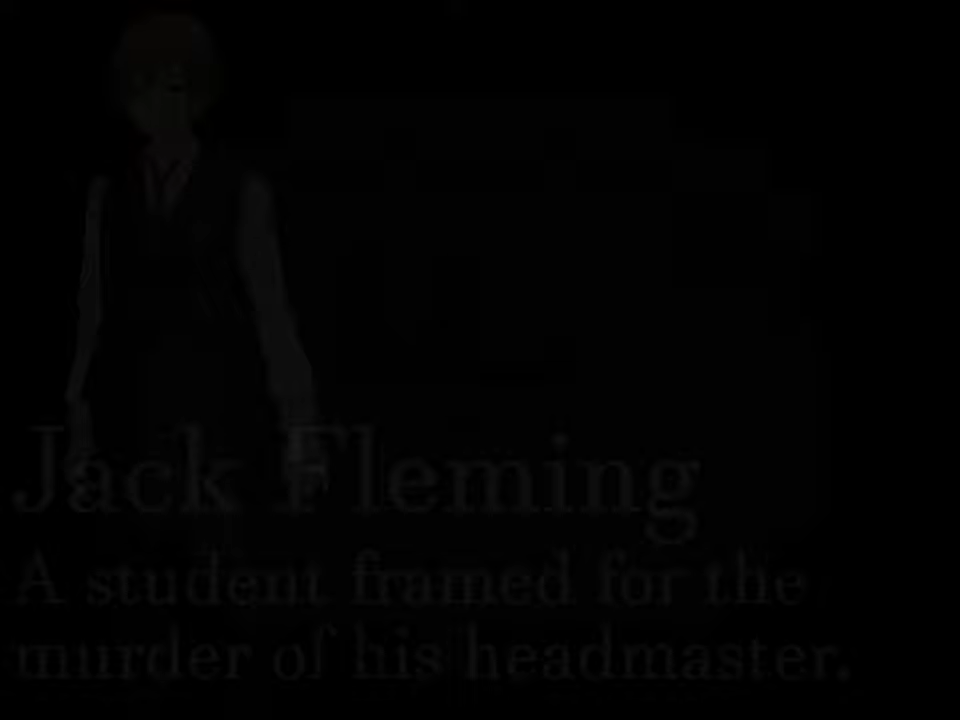 Jack Fleming
A student framed for the
murder of his headmaster.